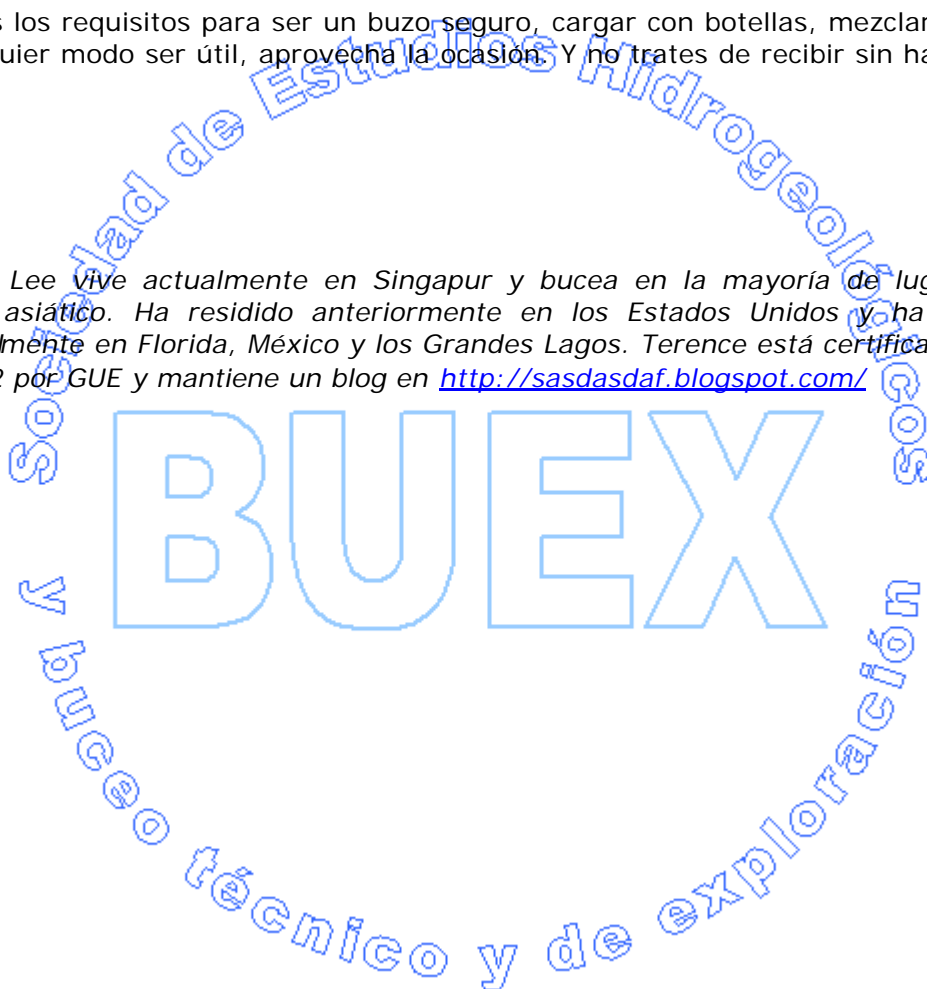 s los requisitos para ser un buzo seguro, cargar con botellas, mezclar
uier modo ser útil, aprovecha la ocasión. Y no trates de recibir sin ha
Lee vive actualmente en Singapur y bucea en la mayoría de lug
asiático. Ha residido anteriormente en los Estados Unidos y ha
lmente en Florida, México y los Grandes Lagos. Terence está certifica
2 por GUE y mantiene un blog en http://sasdasdaf.blogspot.com/
Sociedad de Estudios Hidrogeológicos
BUEX
y buceo técnico y de exploración